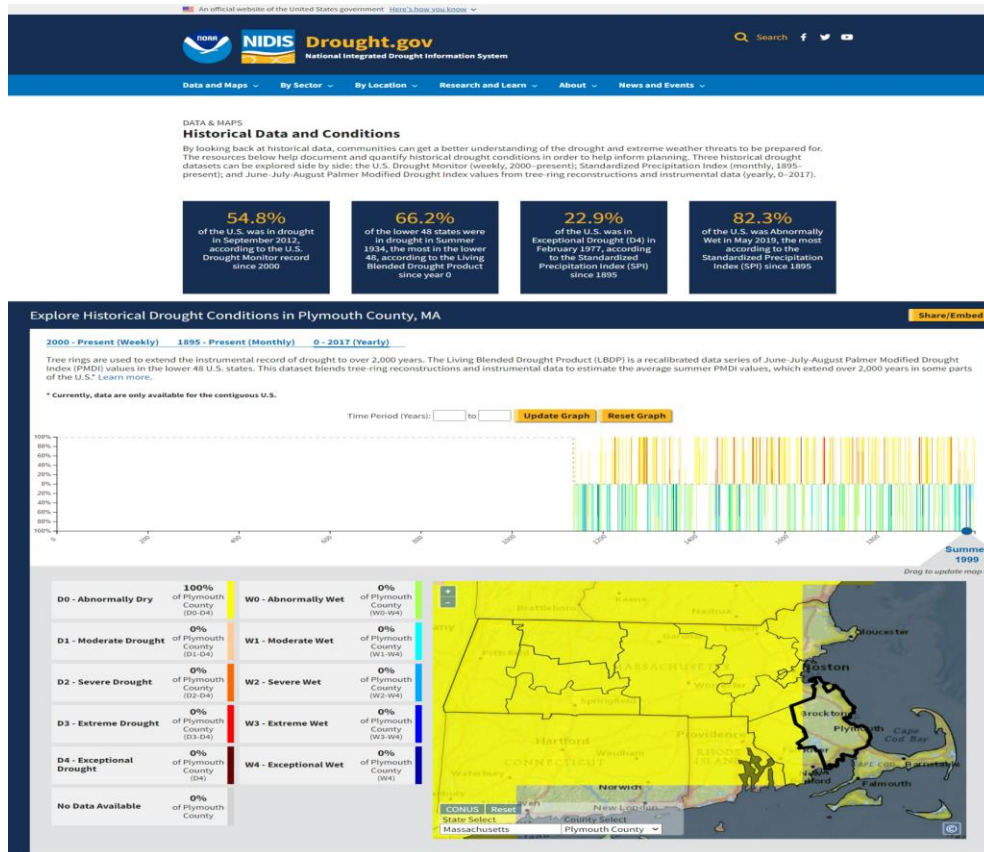 An official website of the United States government Here's how you know
NOAA
NIDIS
Drought.gov
National Integrated Drought Information System
Search
Data and Maps
By Sector
By Location
Research and Learn
About
News and Events
DATA & MAPS
Historical Data and Conditions
By looking back at historical data, communities can get a better understanding of the drought and extreme weather threats to be prepared for.
The resources below help document and quantify historical drought conditions in order to help inform planning. Three historical drought
datasets can be explored side by side: the U.S. Drought Monitor (weekly, 2000–present); Standardized Precipitation Index (monthly, 1895–
present); and June-July-August Palmer Modified Drought Index values from tree-ring reconstructions and instrumental data (yearly, 0–2017).
54.8%
of the U.S. was in drought
in September 2012,
according to the U.S.
Drought Monitor record
since 2000
66.2%
of the lower 48 states were
in drought in Summer
1934, the most in the lower
48, according to the Living
Blended Drought Product
since year 0
22.9%
of the U.S. was in
Exceptional Drought (D4) in
February 1977, according
to the Standardized
Precipitation Index (SPI)
since 1895
82.3%
of the U.S. was Abnormally
Wet in May 2019, the most
according to the
Standardized Precipitation
Index (SPI) since 1895
Explore Historical Drought Conditions in Plymouth County, MA
Share/Embed
2000 - Present (Weekly)
1895 - Present (Monthly)
0 - 2017 (Yearly)
Tree rings are used to extend the instrumental record of drought to over 2,000 years. The Living Blended Drought Product (LBDP) is a recalibrated data series of June-July-August Palmer Modified Drought
Index (PMDI) values in the lower 48 U.S. states. This dataset blends tree-ring reconstructions and instrumental data to estimate the average summer PMDI values, which extend over 2,000 years in some parts
of the U.S.* Learn more.
* Currently, data are only available for the contiguous U.S.
Time Period (Years): to Update Graph Reset Graph
100%
80%
60%
40%
20%
0%
20%
40%
60%
80%
100%
0 200 400 600 800 1000 1200 1400 1600 1800
Summe
1999
Drag to update map
D0 - Abnormally Dry
100%
of Plymouth
County
(D0-D4)
W0 - Abnormally Wet
0%
of Plymouth
County
(W0-W4)
D1 - Moderate Drought
0%
of Plymouth
County
(D1-D4)
W1 - Moderate Wet
0%
of Plymouth
County
(W1-W4)
D2 - Severe Drought
0%
of Plymouth
County
(D2-D4)
W2 - Severe Wet
0%
of Plymouth
County
(W2-W4)
D3 - Extreme Drought
0%
of Plymouth
County
(D3-D4)
W3 - Extreme Wet
0%
of Plymouth
County
(W3-W4)
D4 - Exceptional
Drought
0%
of Plymouth
County
(D4)
W4 - Exceptional Wet
0%
of Plymouth
County
(W4)
No Data Available
0%
of Plymouth
County
+
−
Brattleboro
Keene
Nashua
Gloucester
Pittsfield
MASSACHUSETTS
Boston
Worcester
Springfield
Brockton
Plymouth
Cape
Cod Bay
Hartford
Providence
Windham
CONNECTICUT
RHODE
ISLAND
Fall River
New
Bedford
CAPE COD
Barnstable
Falmouth
Waterbury
Norwich
New London
CONUS Reset
State Select
County Select
Massachusetts
Plymouth County
©